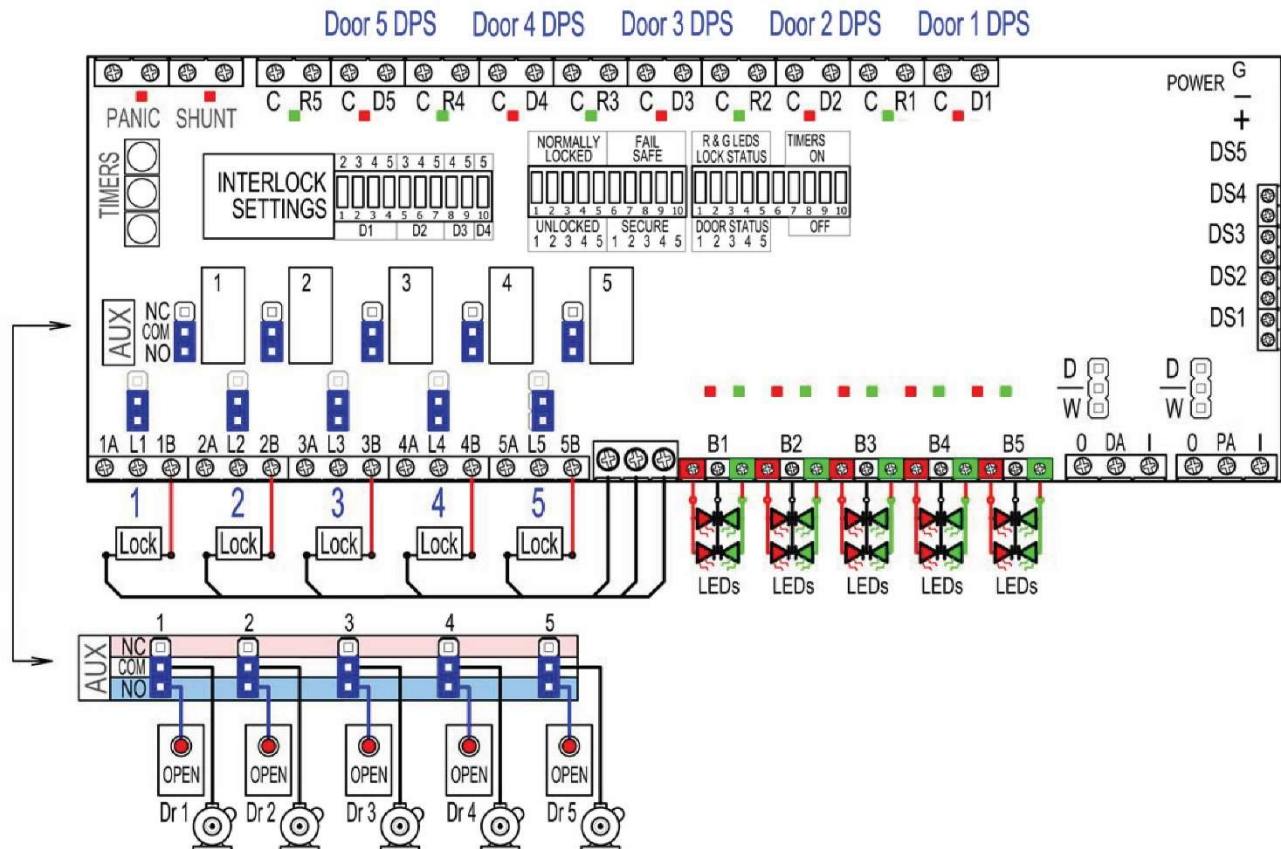 Door 5 DPS Door 4 DPS Door 3 DPS Door 2 DPS Door 1 DPS
C R5 C D5 C R4 C D4 C R3 C D3 C R2 C D2 C R1 C D1
PANIC SHUNT
POWER G
–
+
DS5
DS4
DS3
DS2
DS1
TIMERS
INTERLOCK
SETTINGS
2 3 4 5 3 4 5 4 5 5
1 2 3 4 5 6 7 8 9 10
D1 D2 D3 D4
NORMALLY
LOCKED
FAIL
SAFE
1 2 3 4 5 6 7 8 9 10
UNLOCKED SECURE
1 2 3 4 5 1 2 3 4 5
R & G LEDS
LOCK STATUS
TIMERS
ON
1 2 3 4 5 6 7 8 9 10
DOOR STATUS OFF
1 2 3 4 5
AUX
NC
COM
NO
1 2 3 4 5
D
W
D
W
1A L1 1B 2A L2 2B 3A L3 3B 4A L4 4B 5A L5 5B
B1 B2 B3 B4 B5
O DA I O PA I
1 2 3 4 5
Lock Lock Lock Lock Lock
LEDs LEDs LEDs LEDs LEDs
1 2 3 4 5
AUX
NC
COM
NO
OPEN OPEN OPEN OPEN OPEN
Dr 1 Dr 2 Dr 3 Dr 4 Dr 5